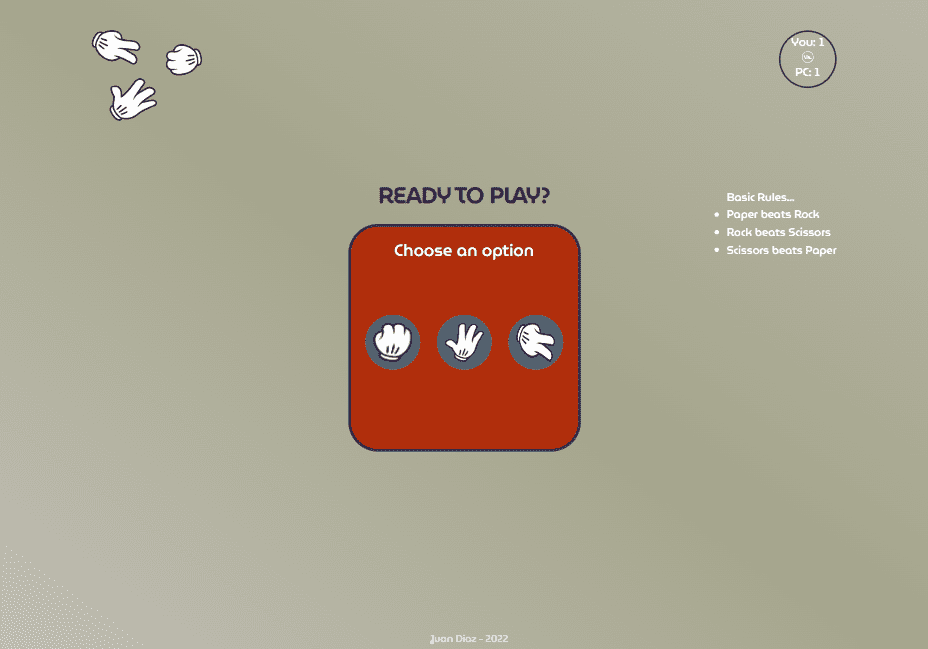 You: 1
vs.
PC: 1
READY TO PLAY?
Basic Rules...
Paper beats Rock
Rock beats Scissors
Scissors beats Paper
Choose an option
Juan Diaz - 2022